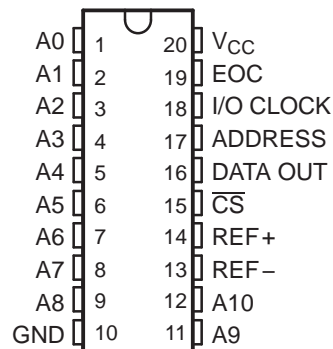 A0 1 20 VCC
A1 2 19 EOC
A2 3 18 I/O CLOCK
A3 4 17 ADDRESS
A4 5 16 DATA OUT
A5 6 15 C̅S̅
A6 7 14 REF+
A7 8 13 REF−
A8 9 12 A10
GND 10 11 A9